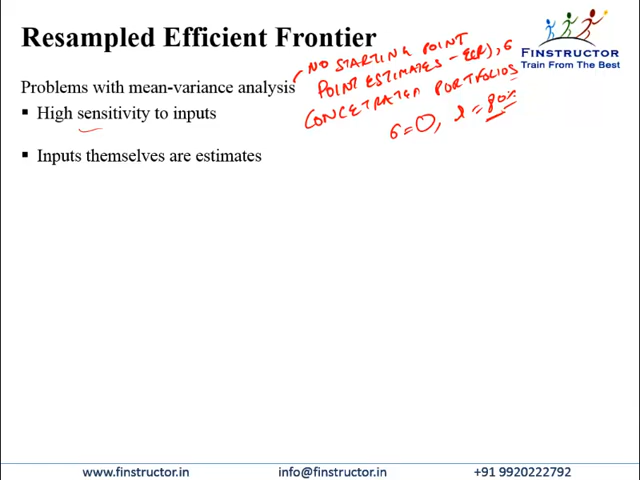 Resampled Efficient Frontier
FINSTRUCTOR
Train From The Best
NO STARTING POINT
POINT ESTIMATES - E(R), σ
CONCETRATED PORTFOLIOS
σ = 0, = 80%
Problems with mean-variance analysis
▪ High sensitivity to inputs
▪ Inputs themselves are estimates
www.finstructor.in info@finstructor.in +91 9920222792